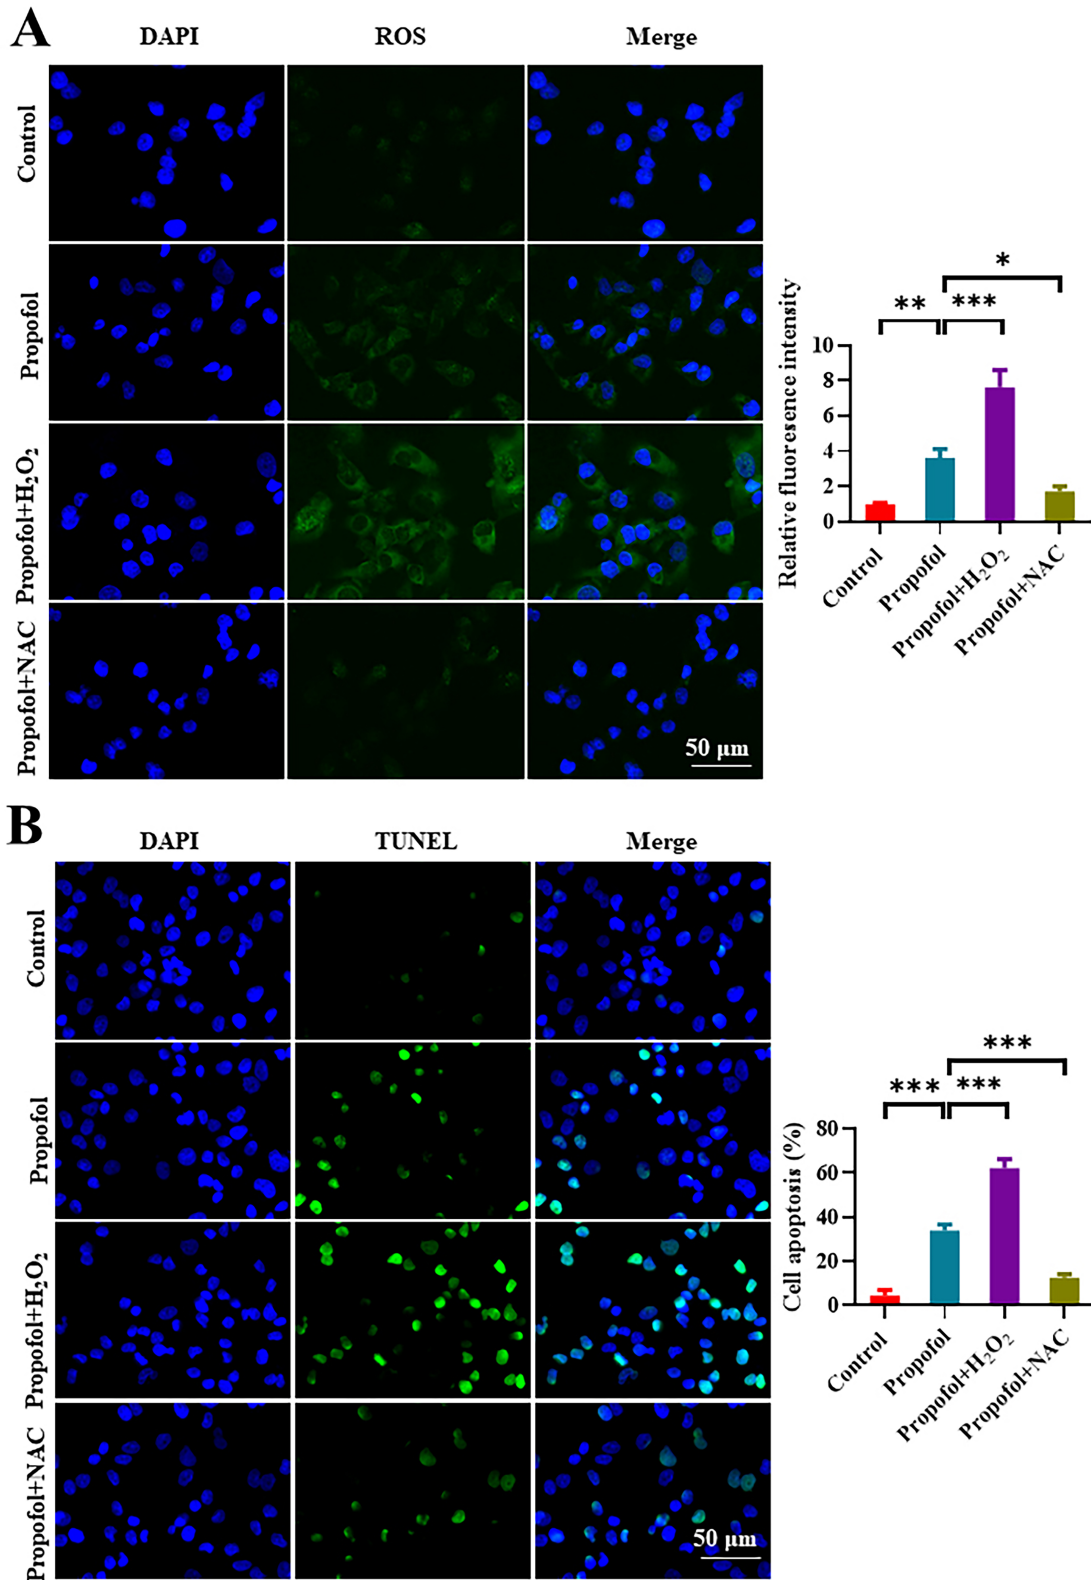 A
DAPI
ROS
Merge
Control
Propofol
Propofol+H₂O₂
Propofol+NAC
50 μm
Relative fluoresence intensity
10
8
6
4
2
0
**
***
*
Control
Propofol
Propofol+H₂O₂
Propofol+NAC
B
DAPI
TUNEL
Merge
Control
Propofol
Propofol+H₂O₂
Propofol+NAC
50 μm
Cell apoptosis (%)
80
60
40
20
0
***
***
***
Control
Propofol
Propofol+H₂O₂
Propofol+NAC